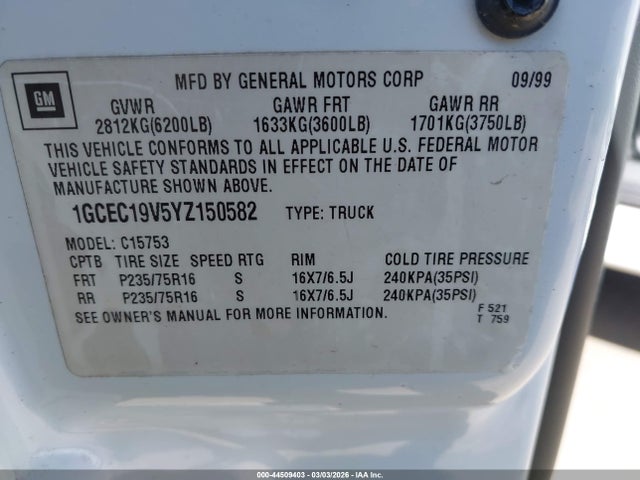 GM
MFD BY GENERAL MOTORS CORP 09/99
GVWR GAWR FRT GAWR RR
2812KG(6200LB) 1633KG(3600LB) 1701KG(3750LB)
THIS VEHICLE CONFORMS TO ALL APPLICABLE U.S. FEDERAL MOTOR
VEHICLE SAFETY STANDARDS IN EFFECT ON THE DATE OF
MANUFACTURE SHOWN ABOVE.
1GCEC19V5YZ150582 TYPE: TRUCK
MODEL: C15753
CPTB TIRE SIZE SPEED RTG RIM COLD TIRE PRESSURE
FRT P235/75R16 S 16X7/6.5J 240KPA(35PSI)
RR P235/75R16 S 16X7/6.5J 240KPA(35PSI)
SEE OWNER'S MANUAL FOR MORE INFORMATION.
F 521
T 759
000-44509403 - 03/03/2026 - IAAI.COM